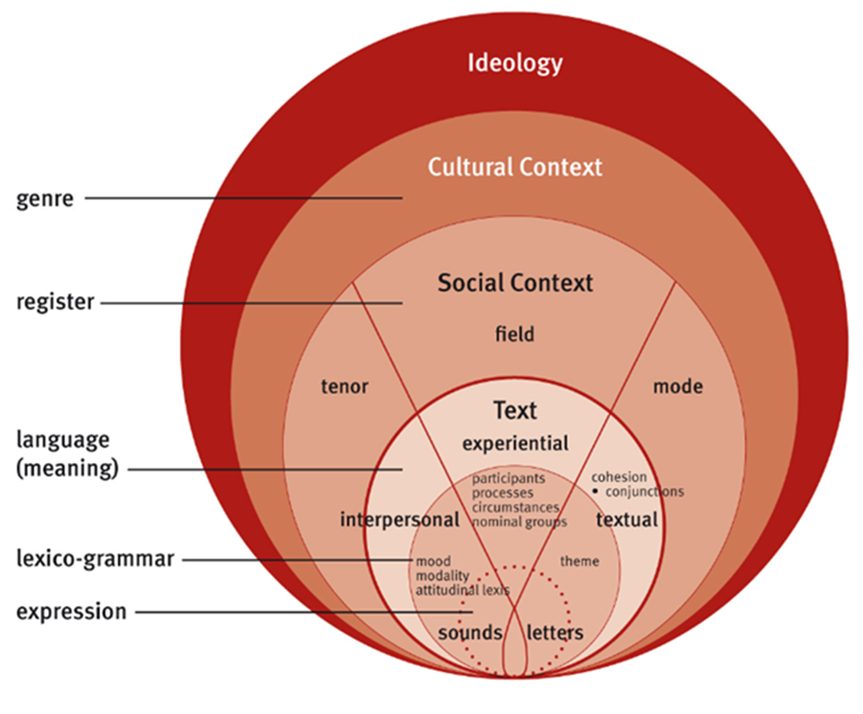 Ideology
Cultural Context
genre
Social Context
register
field
tenor
mode
Text
language
(meaning)
experiential
participants
processes
circumstances
nominal groups
cohesion
• conjunctions
interpersonal
textual
lexico-grammar
mood
modality
attitudinal lexis
theme
expression
sounds
letters